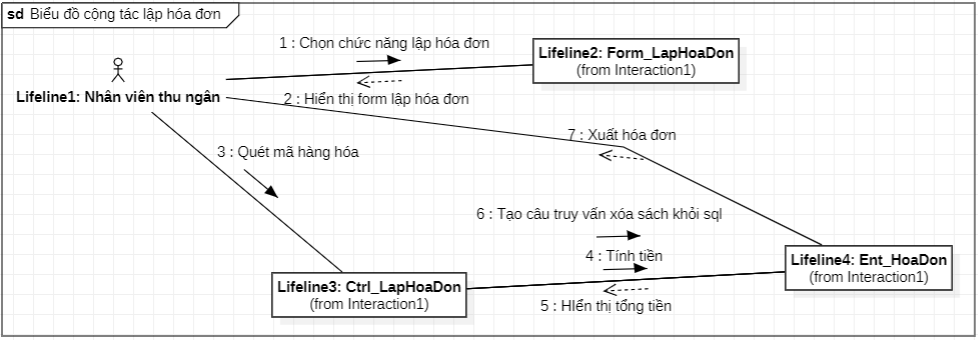 sd Biểu đồ cộng tác lập hóa đơn
1 : Chọn chức năng lập hóa đơn
Lifeline2: Form_LapHoaDon
(from Interaction1)
Lifeline1: Nhân viên thu ngân
2 : Hiển thị form lập hóa đơn
7 : Xuất hóa đơn
3 : Quét mã hàng hóa
6 : Tạo câu truy vấn xóa sách khỏi sql
4 : Tính tiền
Lifeline4: Ent_HoaDon
(from Interaction1)
Lifeline3: Ctrl_LapHoaDon
(from Interaction1)
5 : HIển thị tổng tiền